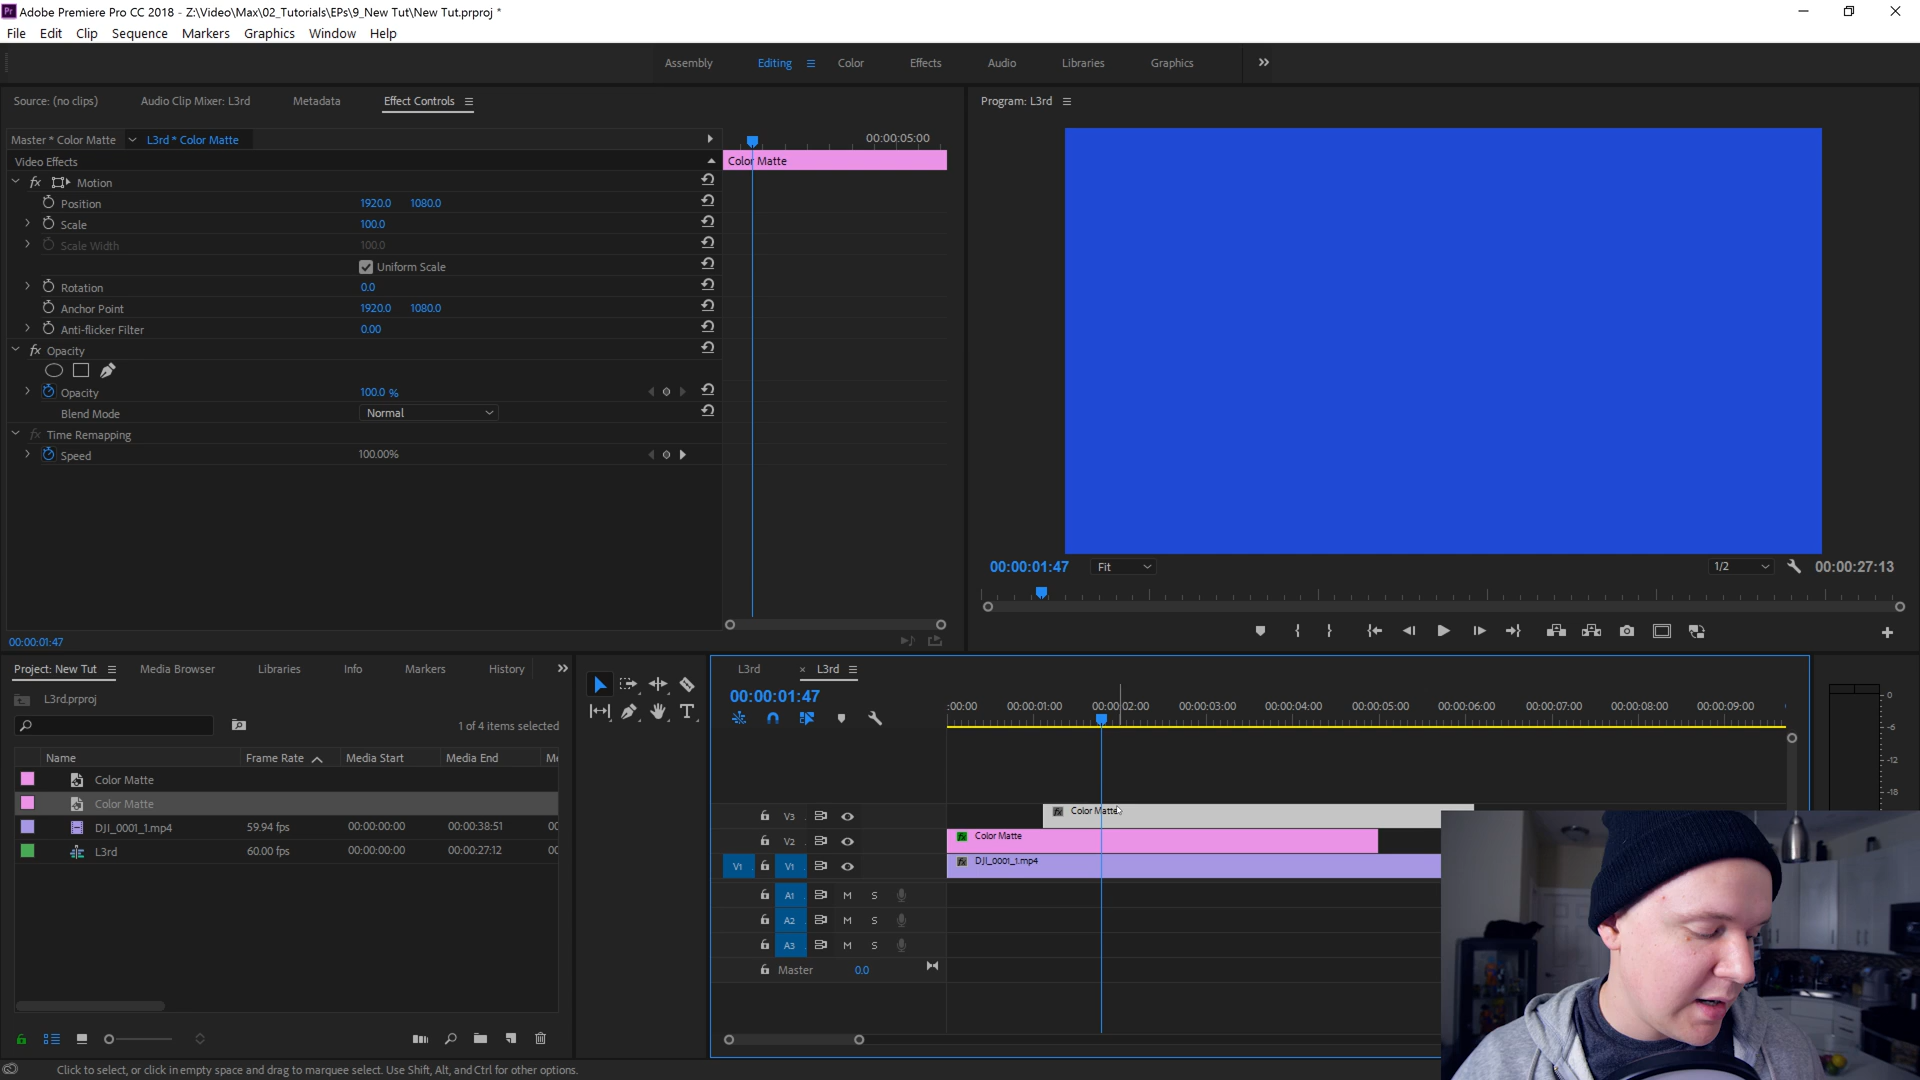 Pr Adobe Premiere Pro CC 2018 - Z:\Video\Max\02_Tutorials\EPs\9_New Tut\New Tut.prproj *
File Edit Clip Sequence Markers Graphics Window Help
Assembly Editing Color Effects Audio Libraries Graphics
Source: (no clips) Audio Clip Mixer: L3rd Metadata Effect Controls
Program: L3rd
Master * Color Matte L3rd * Color Matte
00:00:05:00
Video Effects
Color Matte
fx Motion
Position 1920.0 1080.0
Scale 100.0
Scale Width 100.0
Uniform Scale
Rotation 0.0
Anchor Point 1920.0 1080.0
Anti-flicker Filter 0.00
fx Opacity
Opacity 100.0 %
Blend Mode Normal
fx Time Remapping
Speed 100.00%
00:00:01:47 Fit 1/2 00:00:27:13
00:00:01:47
Project: New Tut Media Browser Libraries Info Markers History
L3rd.prproj
1 of 4 items selected
Name Frame Rate Media Start Media End
Color Matte
Color Matte
DJI_0001_1.mp4 59.94 fps 00:00:00:00 00:00:38:51
L3rd 60.00 fps 00:00:00:00 00:00:27:12
T
L3rd × L3rd
00:00:01:47
:00:00 00:00:01:00 00:00:02:00 00:00:03:00 00:00:04:00 00:00:05:00 00:00:06:00 00:00:07:00 00:00:08:00 00:00:09:00
V3 Color Matte
V2 Color Matte
V1 V1 DJI_0001_1.mp4
A1 M S
A2 M S
A3 M S
Master 0.0
0
-6
-12
-18
Click to select, or click in empty space and drag to marquee select. Use Shift, Alt, and Ctrl for other options.